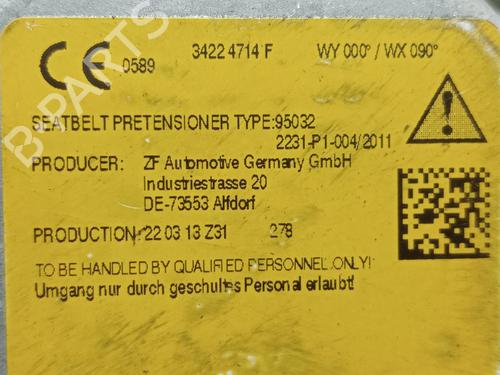 CE 0589 34224714 F WY 000° / WX 090°
SEATBELT PRETENSIONER TYPE:95032
2231-P1-004/2011
PRODUCER: ZF Automotive Germany GmbH
Industriestrasse 20
DE-73553 Alfdorf
PRODUCTION 22 03 13 Z31 278
TO BE HANDLED BY QUALIFIED PERSONNEL ONLY!
Umgang nur durch geschultes Personal erlaubt!
B-PARTS